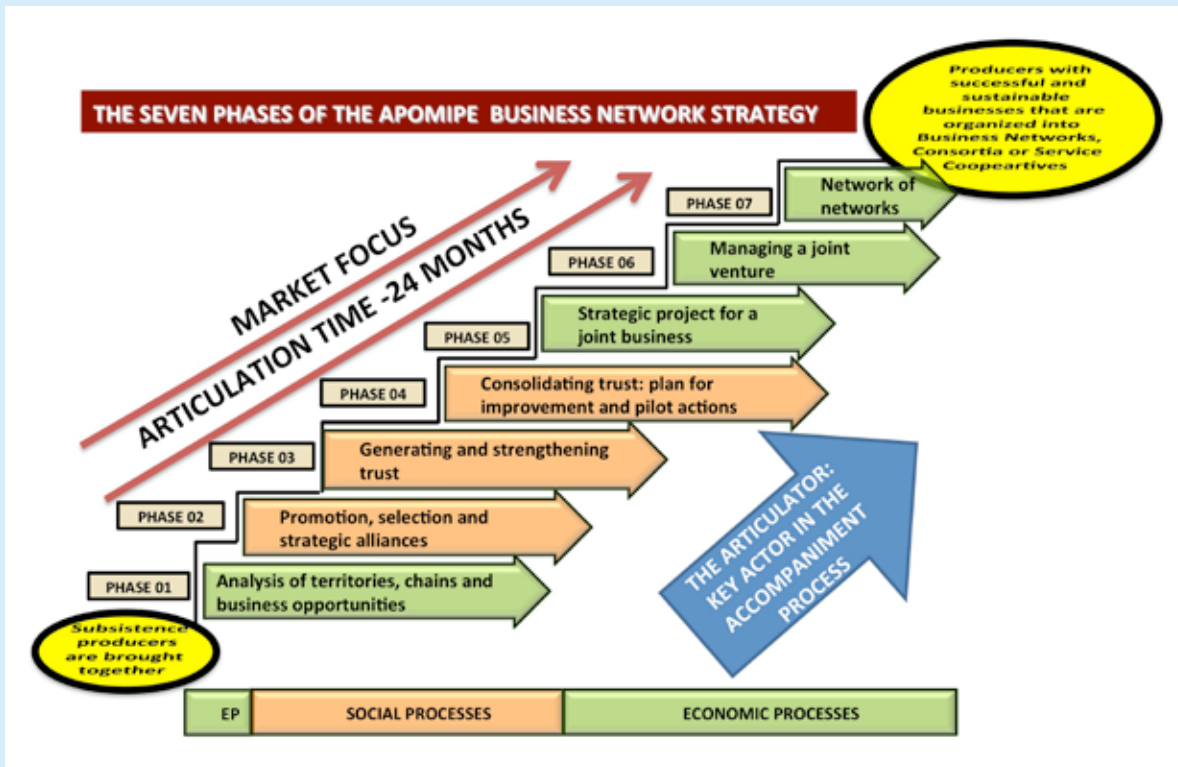 THE SEVEN PHASES OF THE APOMIPE BUSINESS NETWORK STRATEGY
Producers with
successful and
sustainable
businesses that are
organized into
Business Networks,
Consortia or Service
Coopeartives
MARKET FOCUS
ARTICULATION TIME -24 MONTHS
PHASE 07
Network of
networks
PHASE 06
Managing a joint
venture
PHASE 05
Strategic project for a
joint business
PHASE 04
Consolidating trust: plan for
improvement and pilot actions
PHASE 03
Generating and strengthening
trust
PHASE 02
Promotion, selection and
strategic alliances
PHASE 01
Analysis of territories, chains and
business opportunities
Subsistence
producers
are brought
together
THE ARTICULATOR:
KEY ACTOR IN THE
ACCOMPANIMENT
PROCESS
EP
SOCIAL PROCESSES
ECONOMIC PROCESSES